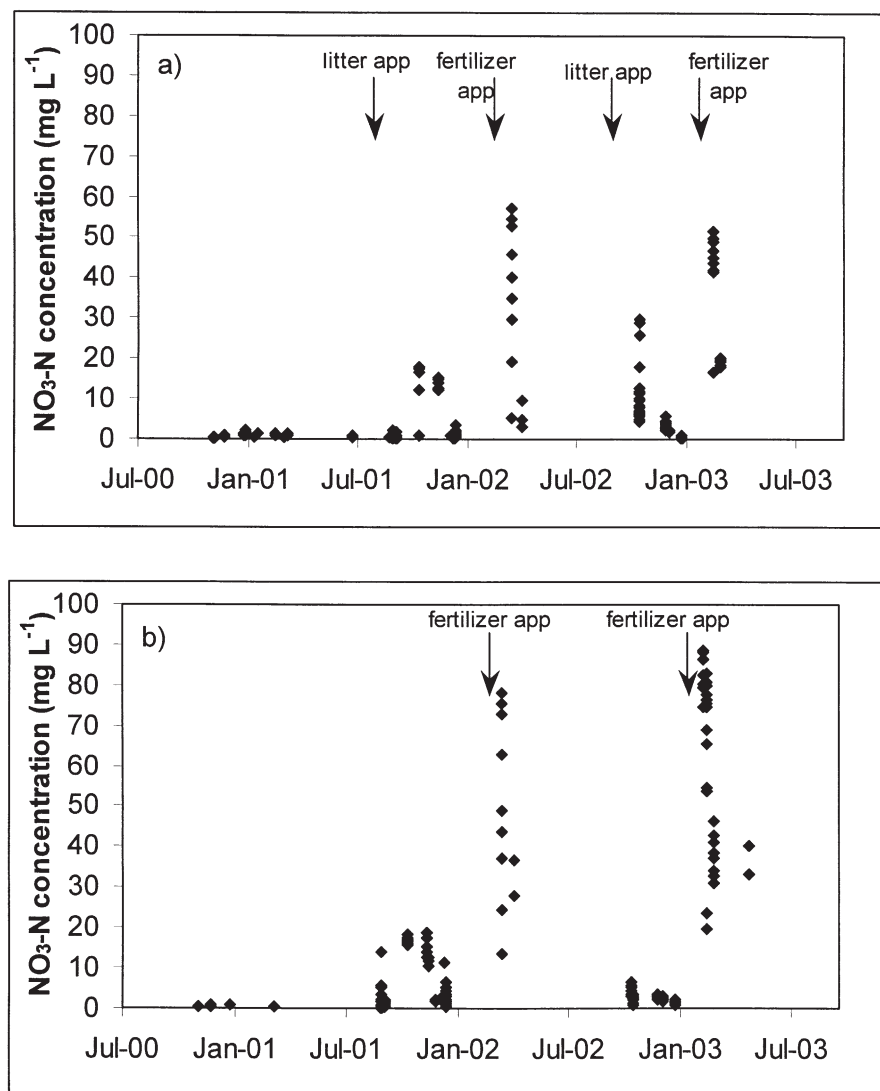 NO₃-N concentration (mg L⁻¹)
100
90
80
70
60
50
40
30
20
10
0
a)
litter app
fertilizer
app
litter app
fertilizer
app
Jul-00 Jan-01 Jul-01 Jan-02 Jul-02 Jan-03 Jul-03
NO₃-N concentration (mg L⁻¹)
100
90
80
70
60
50
40
30
20
10
0
b)
fertilizer app fertilizer app
Jul-00 Jan-01 Jul-01 Jan-02 Jul-02 Jan-03 Jul-03